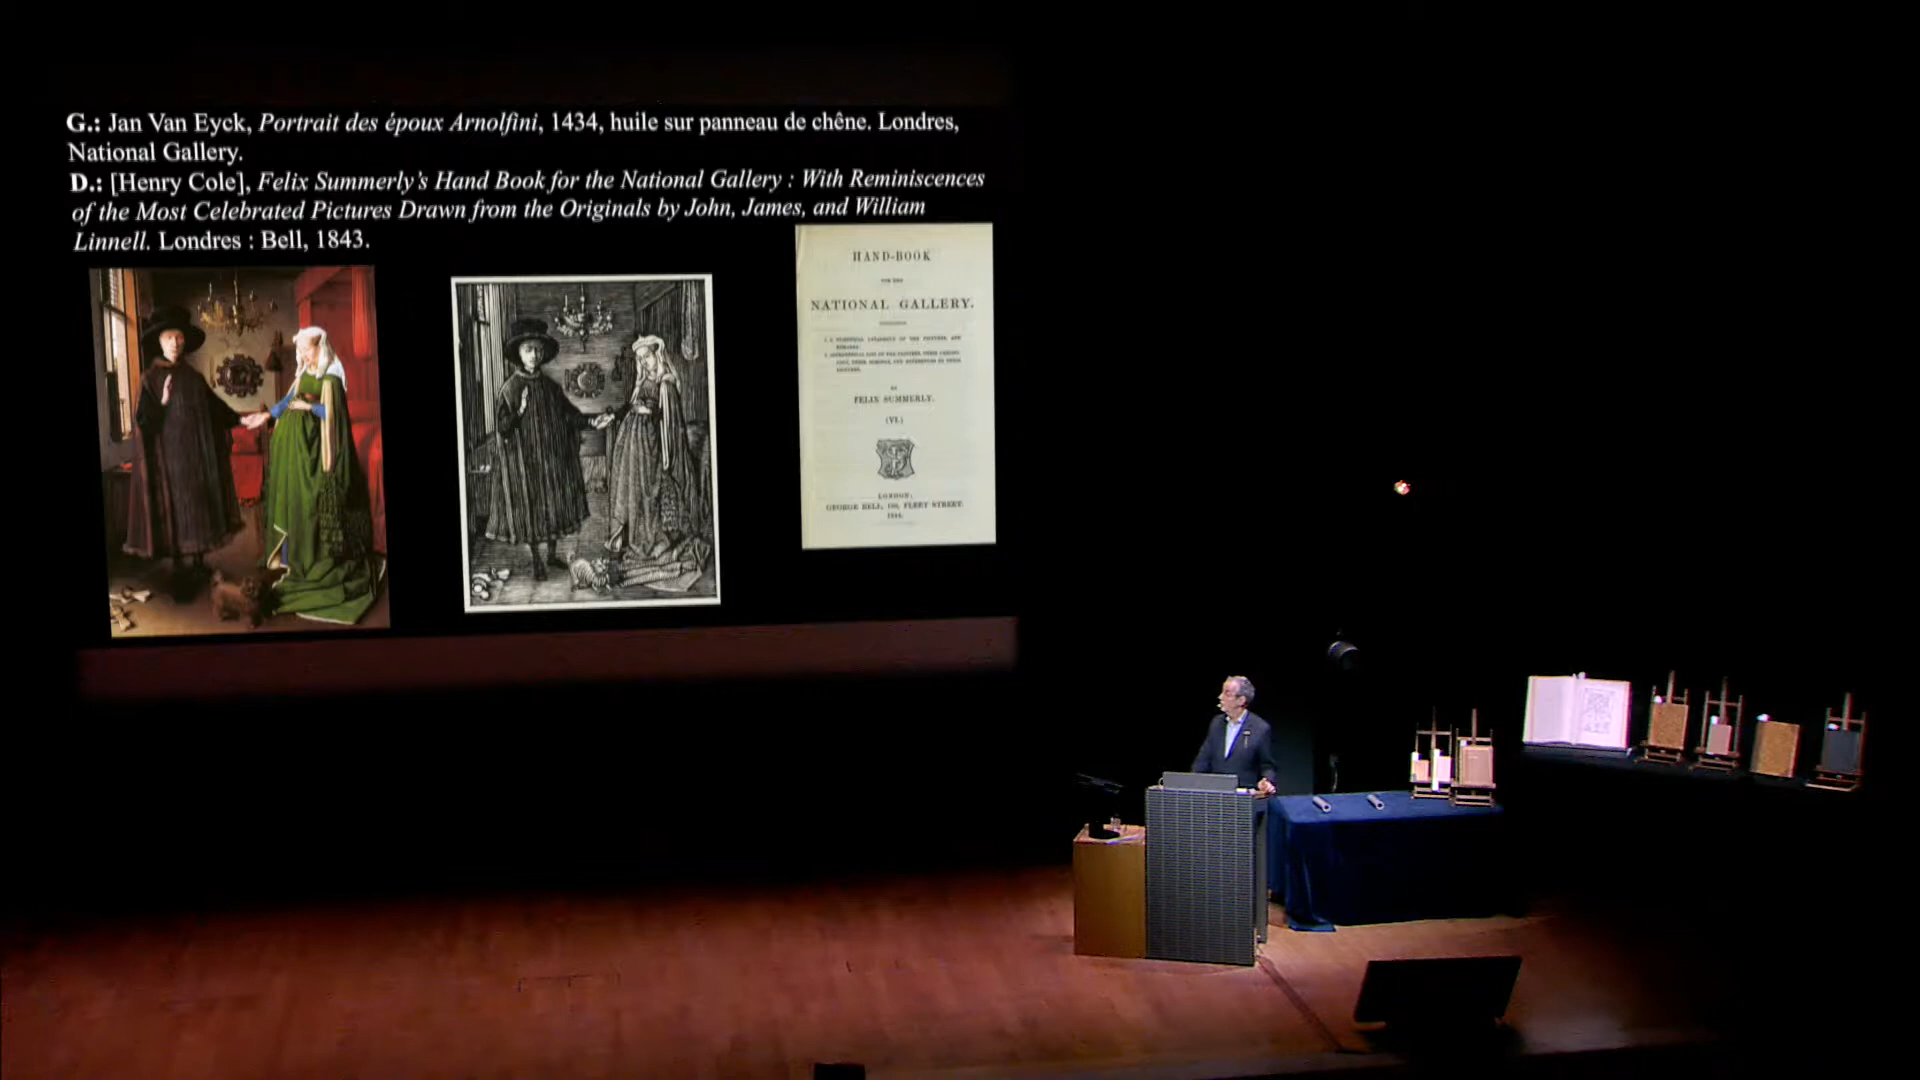 G.: Jan Van Eyck, Portrait des époux Arnolfini, 1434, huile sur panneau de chêne. Londres,
National Gallery.
D.: [Henry Cole], Felix Summerly's Hand Book for the National Gallery : With Reminiscences
of the Most Celebrated Pictures Drawn from the Originals by John, James, and William
Linnell. Londres : Bell, 1843.
HAND-BOOK
FOR THE
NATIONAL GALLERY.
BY
FELIX SUMMERLY.
(VI.)
LONDON:
GEORGE BELL, FLEET STREET.